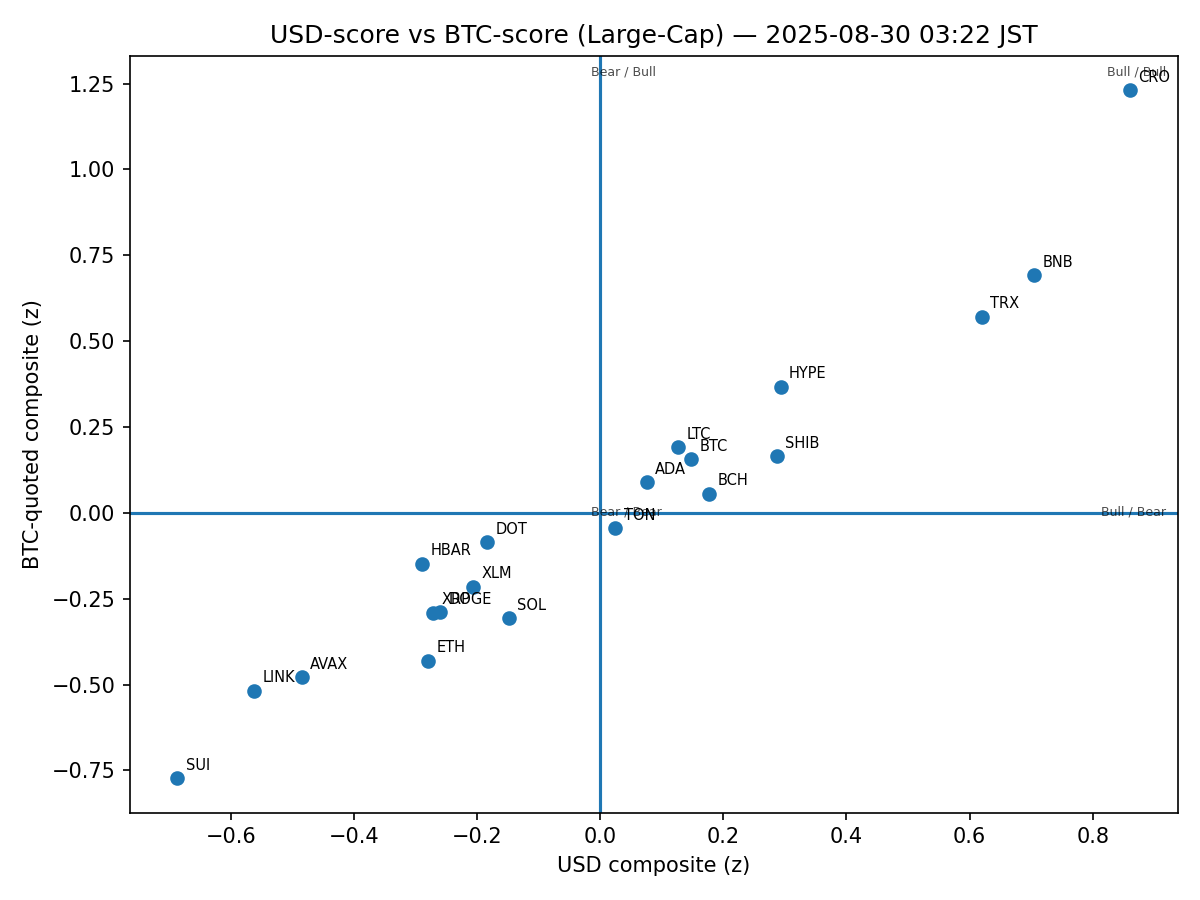 USD-score vs BTC-score (Large-Cap) — 2025-08-30 03:22 JST
Bear / Bull
Bull / Bull
CRO
1.25
1.00
BNB
0.75
TRX
0.50
HYPE
LTC
BTC
SHIB
0.25
ADA
BCH
0.00
Bear / Bear
TON
Bull / Bear
DOT
HBAR
XLM
−0.25
XRP
DOGE
SOL
ETH
AVAX
LINK
−0.50
SUI
−0.75
−0.6
−0.4
−0.2
0.0
0.2
0.4
0.6
0.8
USD composite (z)
BTC-quoted composite (z)